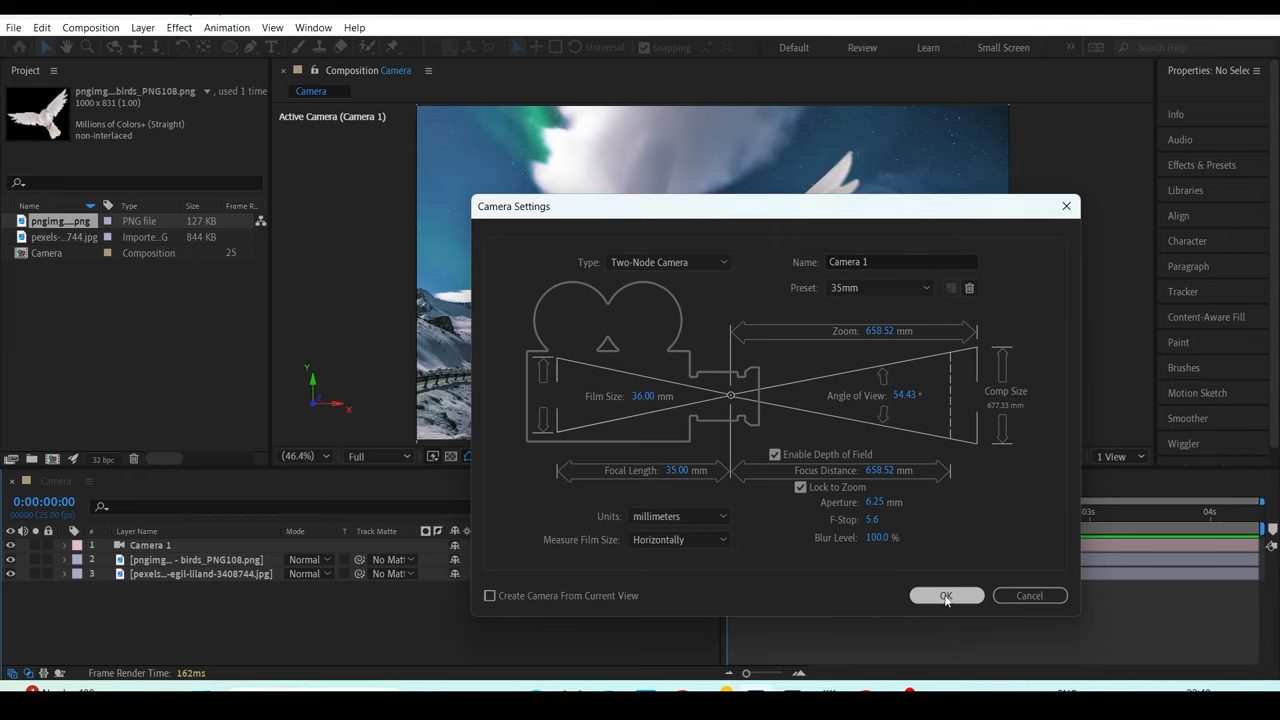 File Edit Composition Layer Effect Animation View Window Help
Universal Snapping Default Review Learn Small Screen Search Help
Project
Composition Camera
Properties: No Selec
pngimg....birds_PNG108.png , used 1 time
1000 x 831 (1.00)
Millions of Colors+ (Straight)
non-interlaced
Camera
Active Camera (Camera 1)
Info
Audio
Effects & Presets
Libraries
Align
Character
Paragraph
Tracker
Content-Aware Fill
Paint
Brushes
Motion Sketch
Smoother
Wiggler
Name Type Size Frame R..
pngimg.....png PNG file 127 KB
pexels-...744.jpg Importe...G 844 KB
Camera Composition 25
Y
X
32 bpc
(46.4%) Full 1 View
Camera Settings
Type: Two-Node Camera Name: Camera 1
Preset: 35mm
Zoom: 658.52 mm
Film Size: 36.00 mm Angle of View: 54.43 °
Comp Size
677.33 mm
Enable Depth of Field
Focal Length: 35.00 mm Focus Distance: 658.52 mm
Lock to Zoom
Aperture: 6.25 mm
F-Stop: 5.6
Blur Level: 100.0 %
Units: millimeters
Measure Film Size: Horizontally
Create Camera From Current View OK Cancel
Camera
0:00:00:00
00000 (25.00 fps)
03s 04s
# Layer Name Mode T Track Matte
1 Camera 1
2 [pngimg... - birds_PNG108.png] Normal No Matt
3 [pexels-...-egil-liland-3408744.jpg] Normal No Matt
Frame Render Time: 162ms